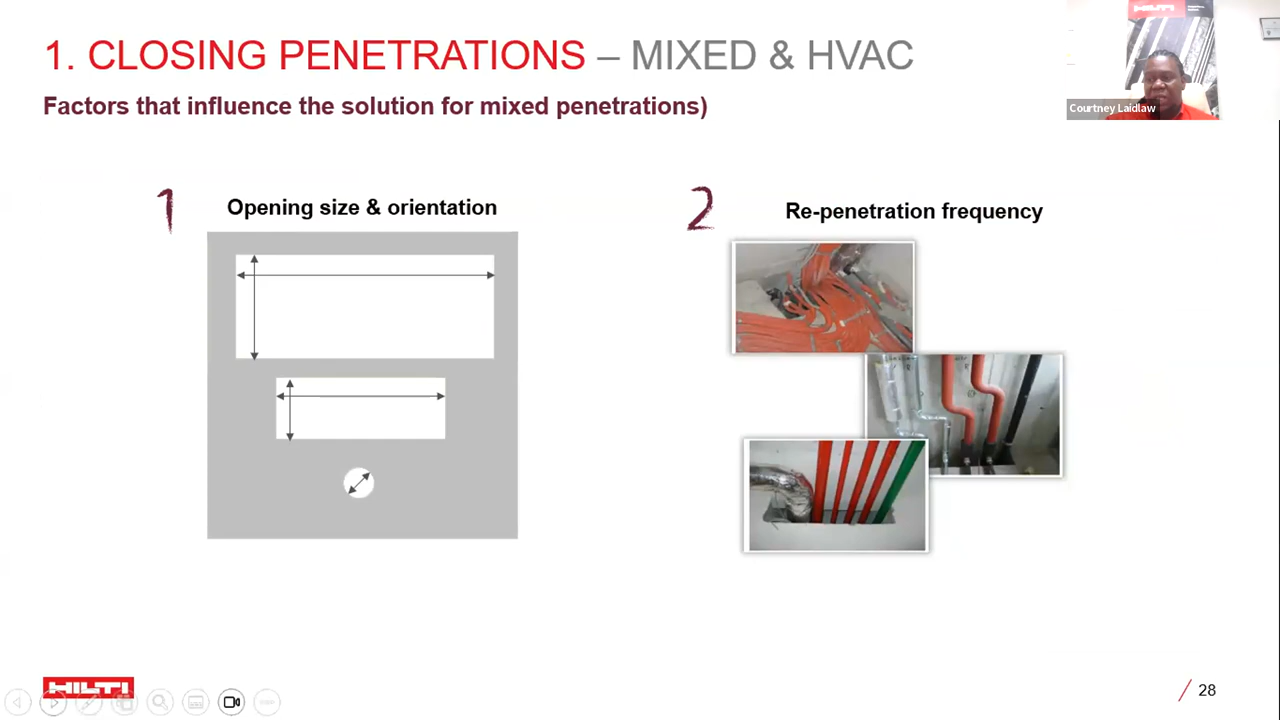 1. CLOSING PENETRATIONS – MIXED & HVAC
Factors that influence the solution for mixed penetrations)
HILTI
Courtney Laidlaw
1
Opening size & orientation
2
Re-penetration frequency
HILTI
28